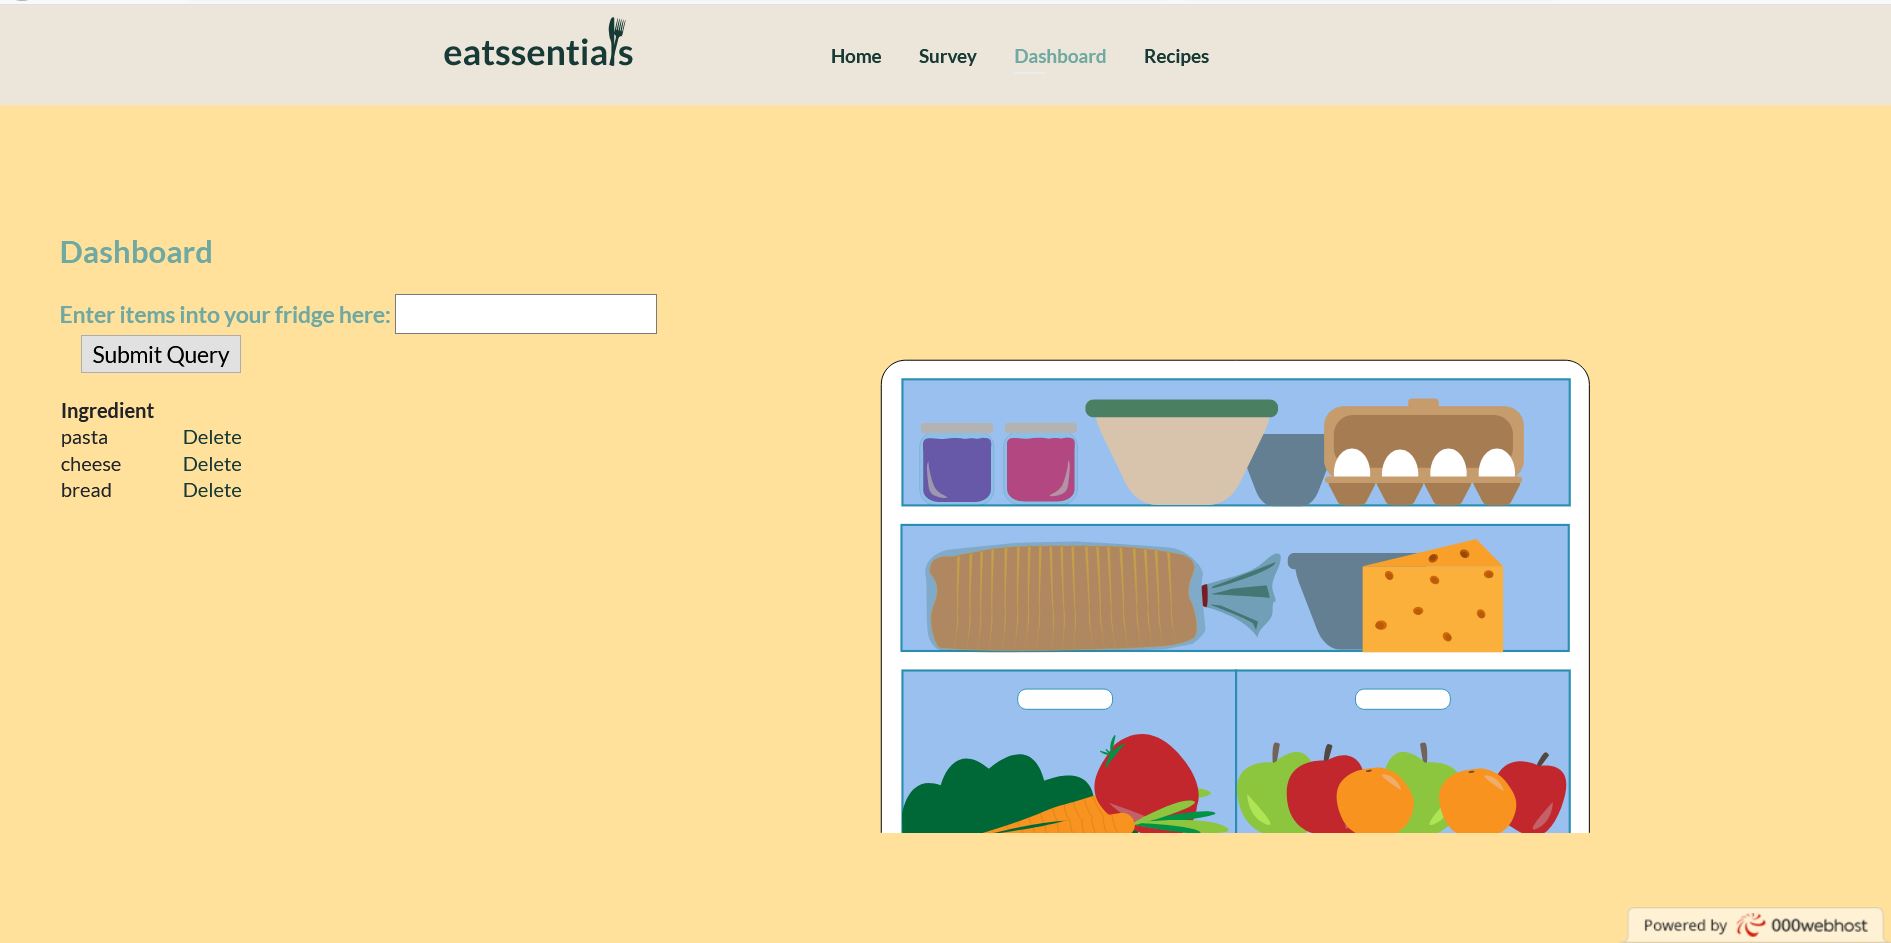 eatssentials
Home Survey Dashboard Recipes
Dashboard
Enter items into your fridge here:
Submit Query
Ingredient
pasta Delete
cheese Delete
bread Delete
Powered by 000webhost